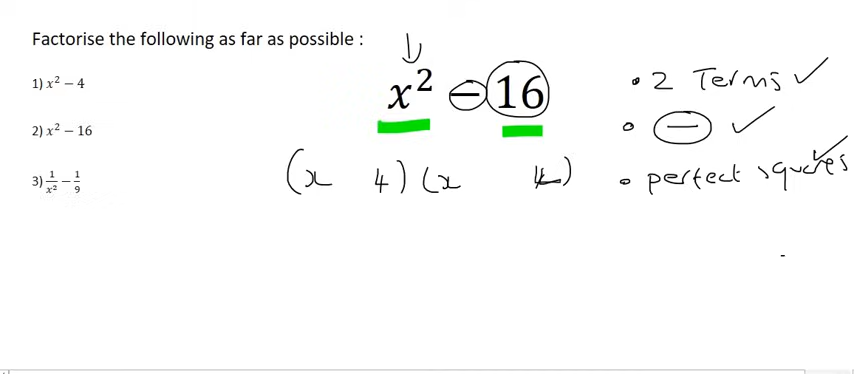 Factorise the following as far as possible :
1) x² − 4
2) x² − 16
3) 1/x² − 1/9
x² − 16
(x 4) (x 4)
• 2 Terms ✓
• − ✓
• perfect squares ✓